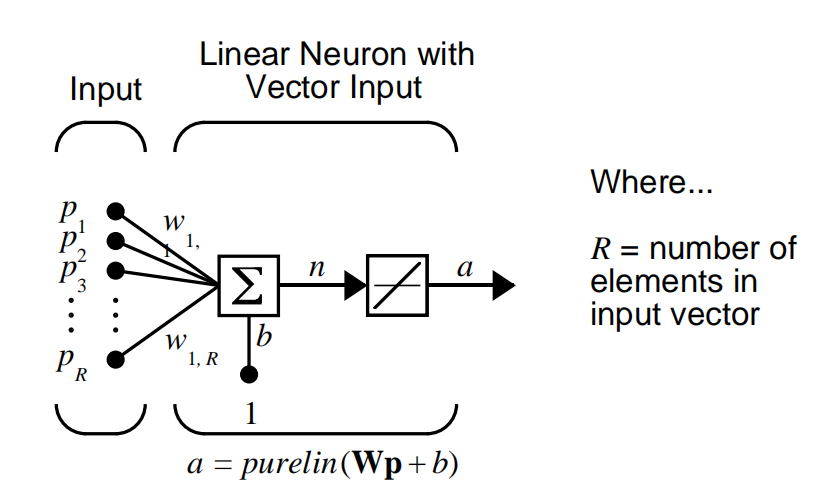 Linear Neuron with
Vector Input
Input
Where...
R = number of
elements in
input vector
p1
p2
p3
pR
w1,1
w1, R
Σ
n
a
b
1
a = purelin(Wp + b)